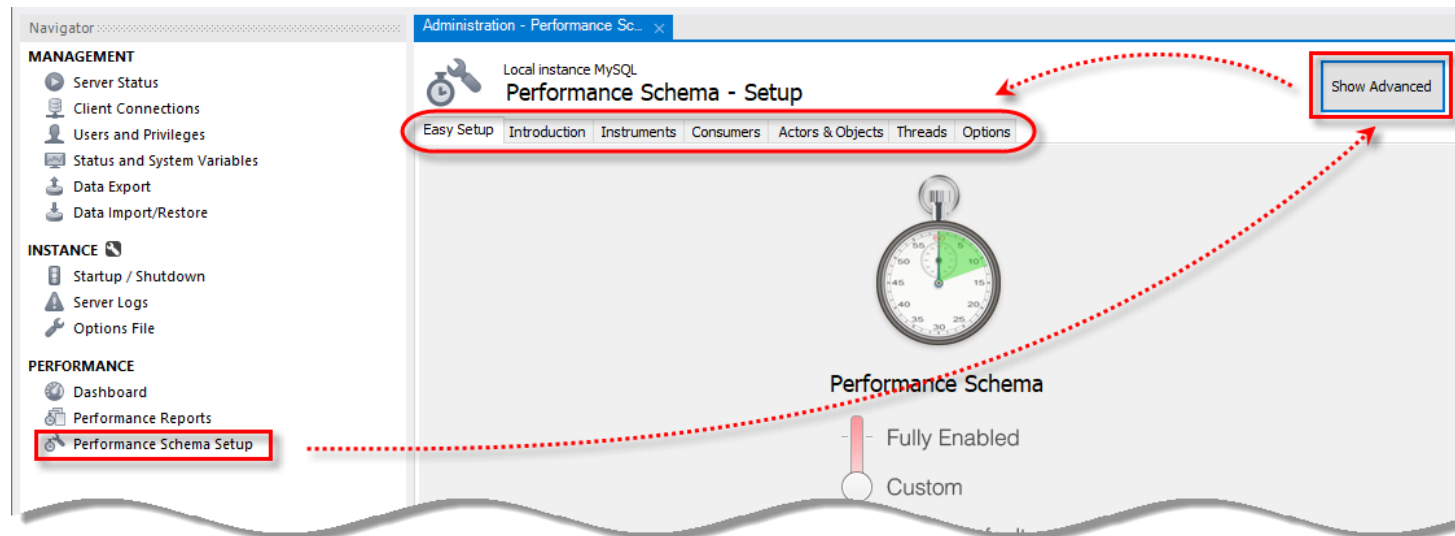 Navigator
MANAGEMENT
Server Status
Client Connections
Users and Privileges
Status and System Variables
Data Export
Data Import/Restore
INSTANCE
Startup / Shutdown
Server Logs
Options File
PERFORMANCE
Dashboard
Performance Reports
Performance Schema Setup
Administration - Performance Sc...
Local instance MySQL
Performance Schema - Setup
Show Advanced
Easy Setup Introduction Instruments Consumers Actors & Objects Threads Options
60
55 5
50 10
45 15
40 20
35 25
30
Performance Schema
Fully Enabled
Custom